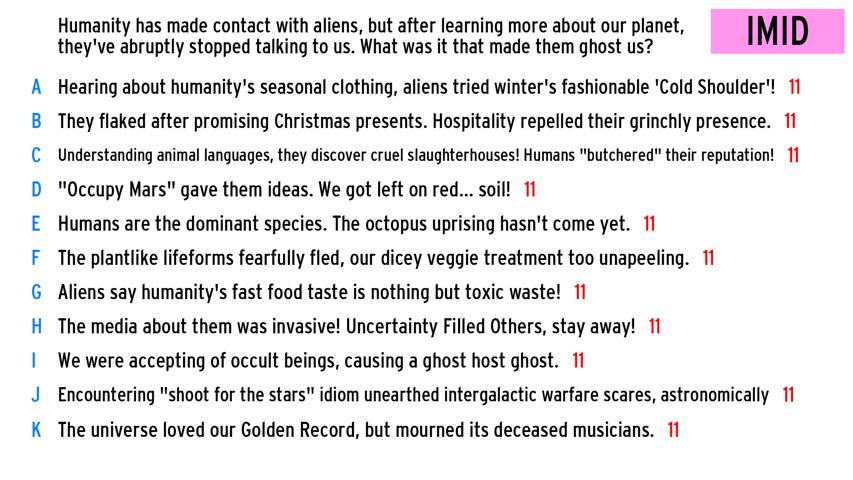 Humanity has made contact with aliens, but after learning more about our planet,
they've abruptly stopped talking to us. What was it that made them ghost us?
IMID
A Hearing about humanity's seasonal clothing, aliens tried winter's fashionable 'Cold Shoulder'! 11
B They flaked after promising Christmas presents. Hospitality repelled their grinchly presence. 11
C Understanding animal languages, they discover cruel slaughterhouses! Humans "butchered" their reputation! 11
D "Occupy Mars" gave them ideas. We got left on red... soil! 11
E Humans are the dominant species. The octopus uprising hasn't come yet. 11
F The plantlike lifeforms fearfully fled, our dicey veggie treatment too unapeeling. 11
G Aliens say humanity's fast food taste is nothing but toxic waste! 11
H The media about them was invasive! Uncertainty Filled Others, stay away! 11
I We were accepting of occult beings, causing a ghost host ghost. 11
J Encountering "shoot for the stars" idiom unearthed intergalactic warfare scares, astronomically 11
K The universe loved our Golden Record, but mourned its deceased musicians. 11